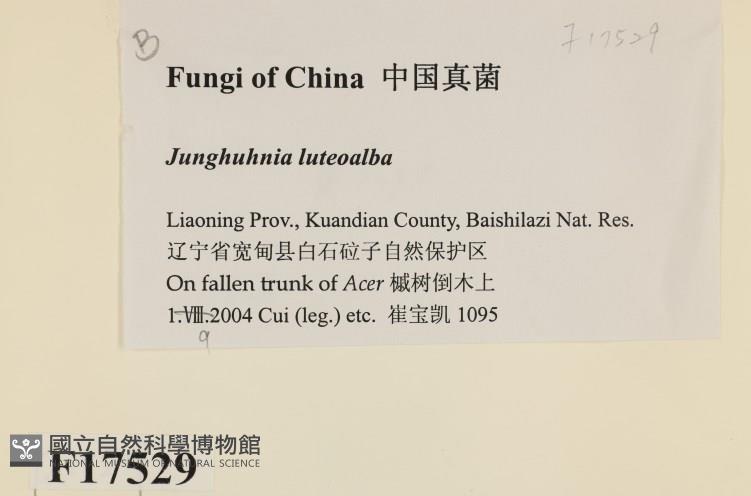 B
F17529
Fungi of China 中国真菌
Junghuhnia luteoalba
Liaoning Prov., Kuandian County, Baishilazi Nat. Res.
辽宁省宽甸县白石砬子自然保护区
On fallen trunk of Acer 槭树倒木上
1.VIII.2004 Cui (leg.) etc. 崔宝凯 1095
9
國立自然科學博物館
NATIONAL MUSEUM OF NATURAL SCIENCE
F17529